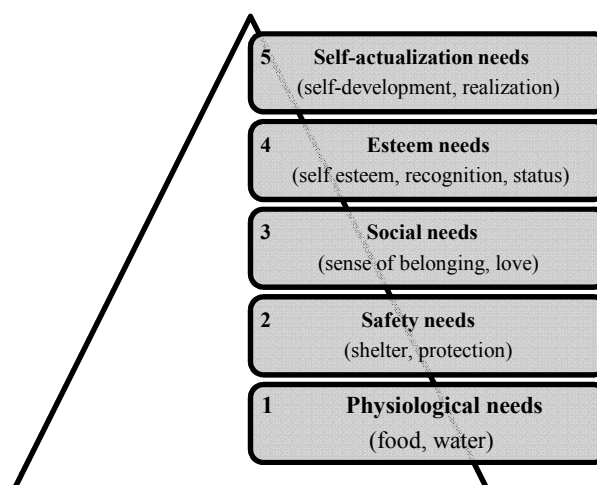 5 Self-actualization needs
(self-development, realization)
4 Esteem needs
(self esteem, recognition, status)
3 Social needs
(sense of belonging, love)
2 Safety needs
(shelter, protection)
1 Physiological needs
(food, water)